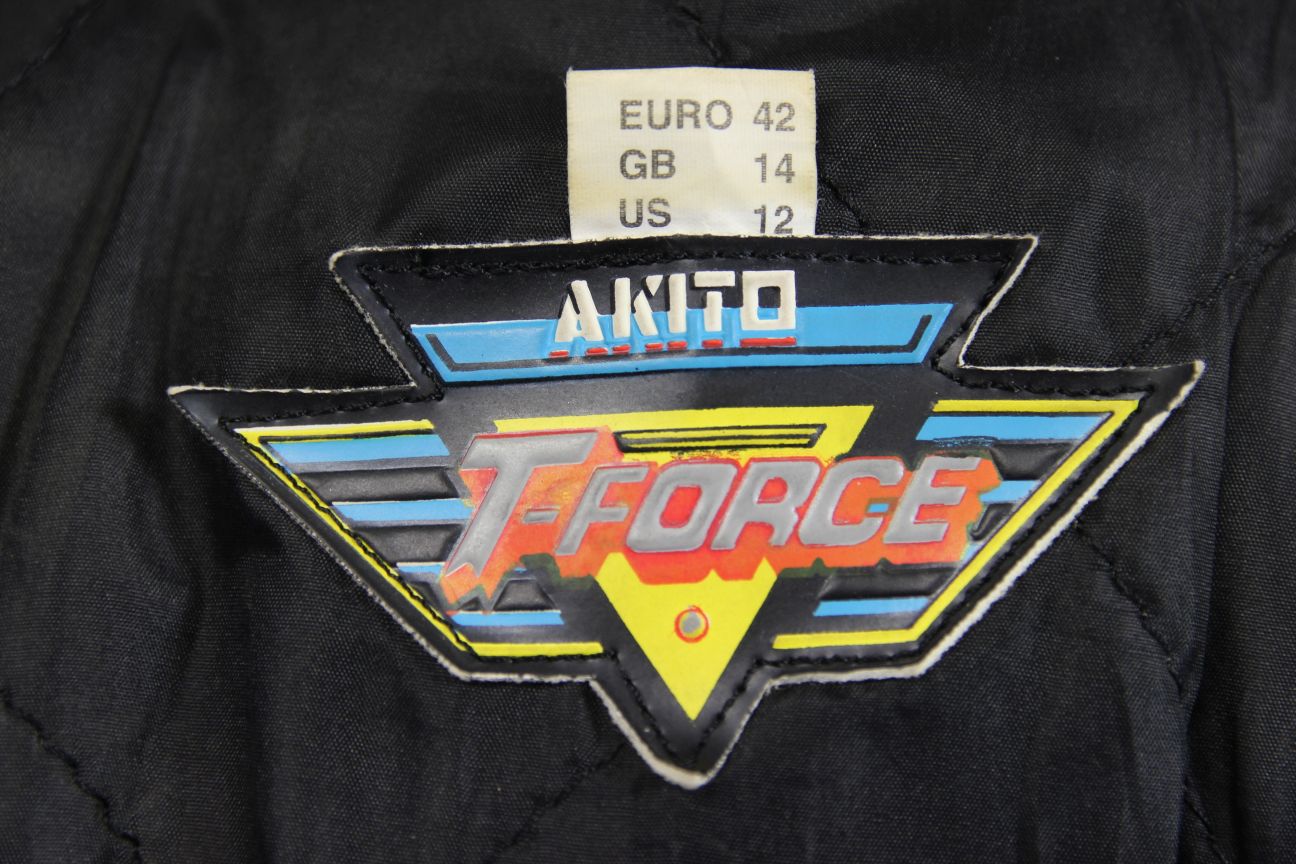 EURO 42
GB 14
US 12
AKITO
T-FORCE